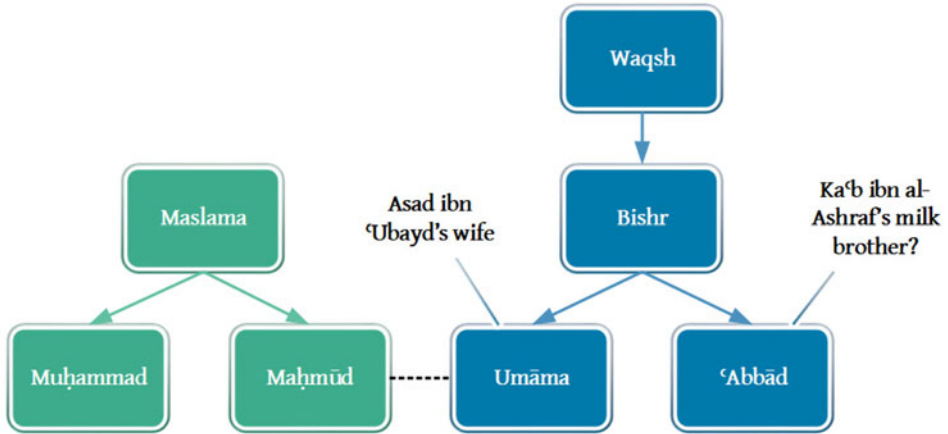 Waqsh
Maslama
Asad ibn
ʿUbayd’s wife
Bishr
Kaʿb ibn al-
Ashraf’s milk
brother?
Muḥammad
Maḥmūd
Umāma
ʿAbbād